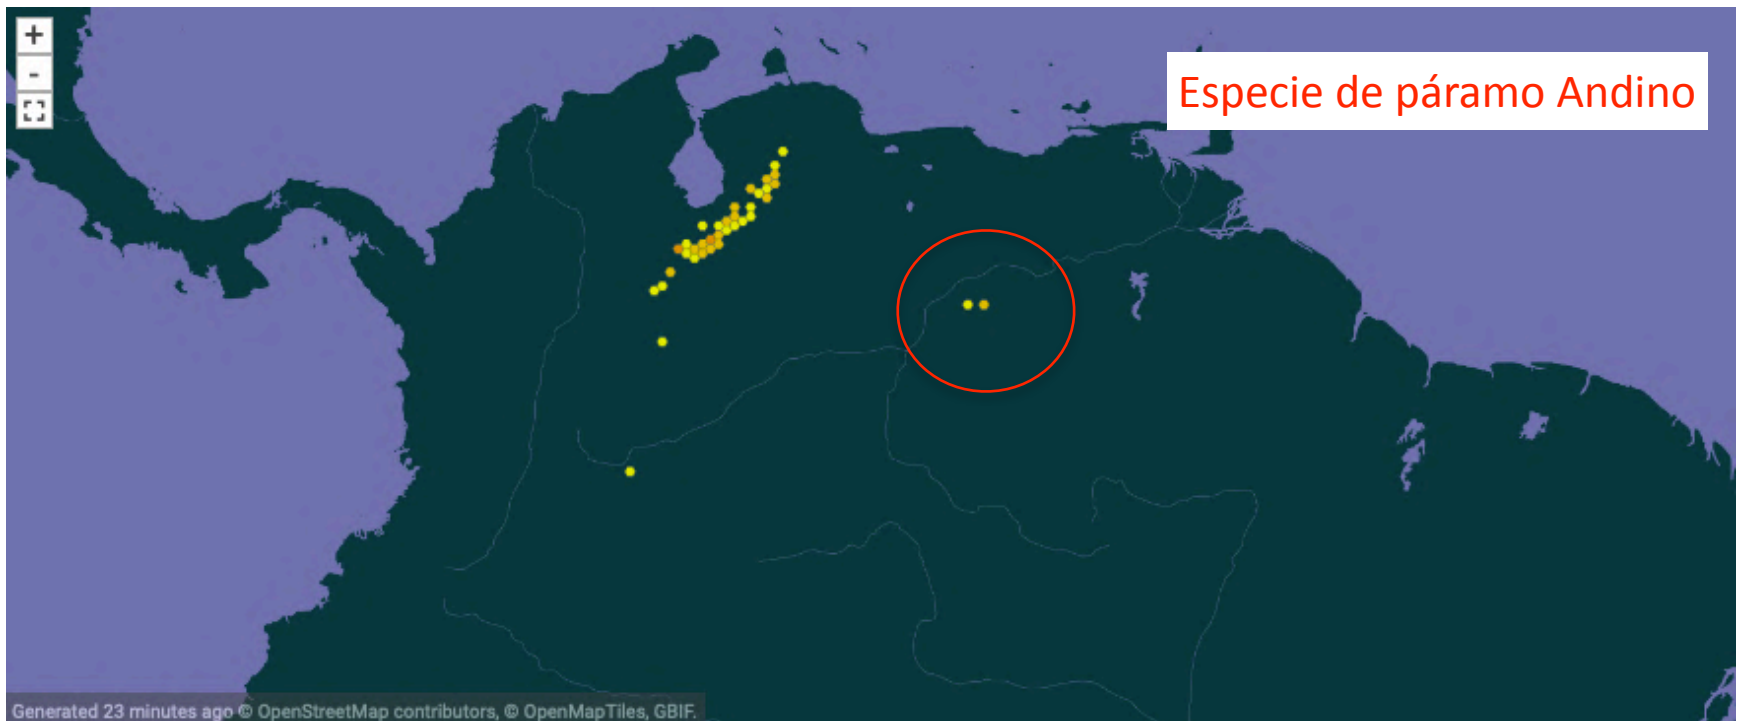 +
-
Especie de páramo Andino
Generated 23 minutes ago © OpenStreetMap contributors, © OpenMapTiles, GBIF.